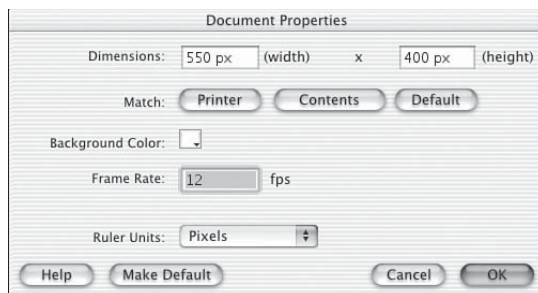 Document Properties
Dimensions: 550 px (width) x 400 px (height)
Match: Printer Contents Default
Background Color:
Frame Rate: 12 fps
Ruler Units: Pixels
Help Make Default Cancel OK